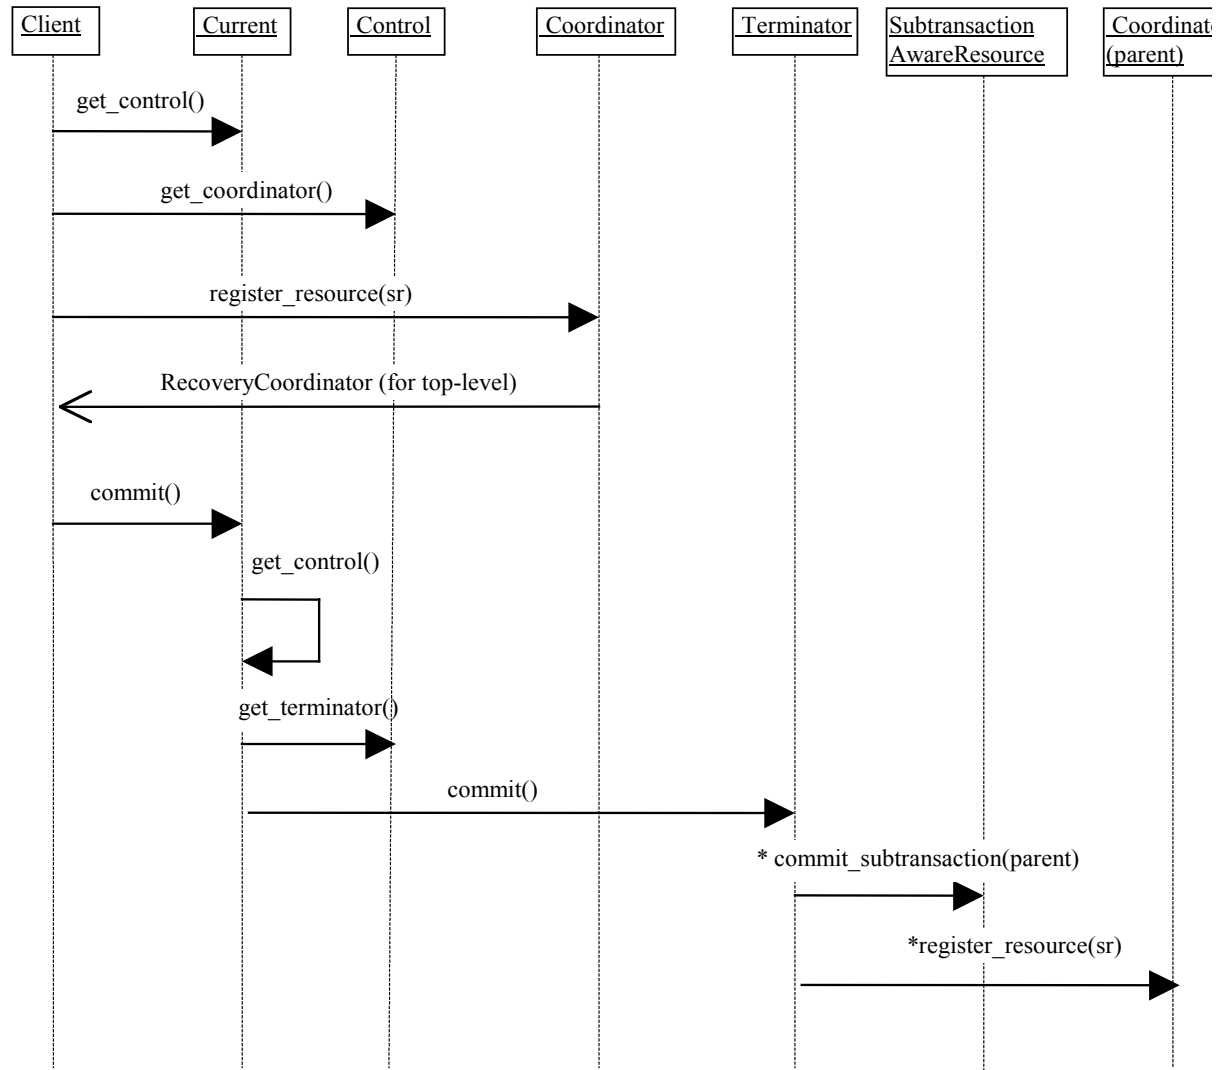 Client
Current
Control
Coordinator
Terminator
Subtransaction
AwareResource
Coordinato
(parent)
get_control()
get_coordinator()
register_resource(sr)
RecoveryCoordinator (for top-level)
commit()
get_control()
get_terminator()
commit()
* commit_subtransaction(parent)
*register_resource(sr)